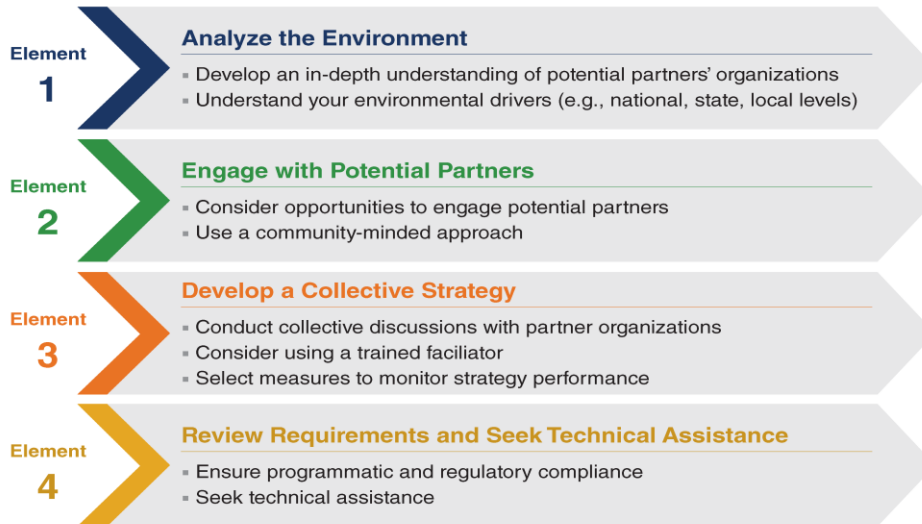 Element
1
Analyze the Environment
▪ Develop an in-depth understanding of potential partners' organizations
▪ Understand your environmental drivers (e.g., national, state, local levels)
Element
2
Engage with Potential Partners
▪ Consider opportunities to engage potential partners
▪ Use a community-minded approach
Element
3
Develop a Collective Strategy
▪ Conduct collective discussions with partner organizations
▪ Consider using a trained faciliator
▪ Select measures to monitor strategy performance
Element
4
Review Requirements and Seek Technical Assistance
▪ Ensure programmatic and regulatory compliance
▪ Seek technical assistance